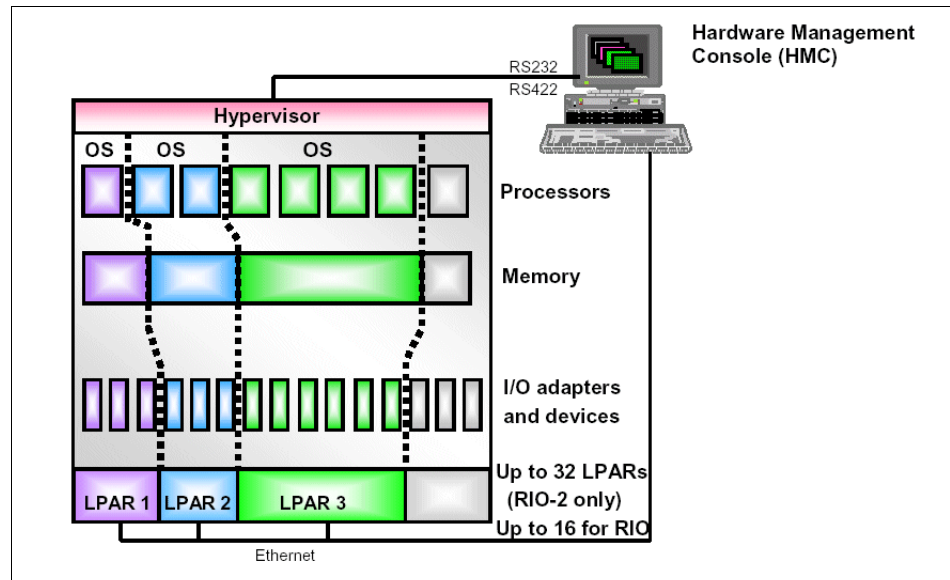 Hardware Management
Console (HMC)
RS232
RS422
Hypervisor
OS OS OS
Processors
Memory
I/O adapters
and devices
Up to 32 LPARs
(RIO-2 only)
Up to 16 for RIO
LPAR 1 LPAR 2 LPAR 3
Ethernet